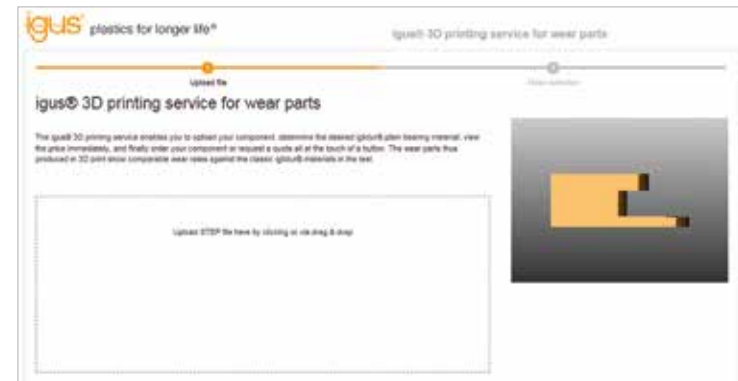 igus® plastics for longer life®
igus® 3D printing service for wear parts
Upload file
igus® 3D printing service for wear parts
The igus® 3D printing service enables you to upload your component, determine the desired iglidur® plain bearing material, view
the price immediately, and finally order your component or request a quote all at the touch of a button. The wear parts thus
produced in 3D print show comparable wear rates against the classic iglidur® materials in the test.
Upload STEP file here by clicking or via drag & drop